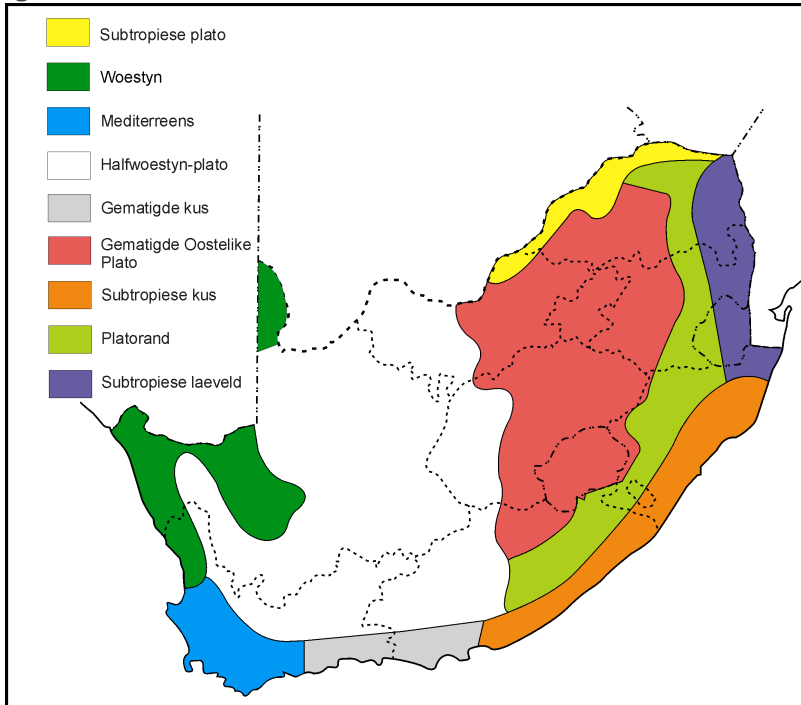 Subtropiese plato
Woestyn
Mediterreens
Halfwoestyn-plato
Gematigde kus
Gematigde Oostelike
Plato
Subtropiese kus
Platorand
Subtropiese laeveld